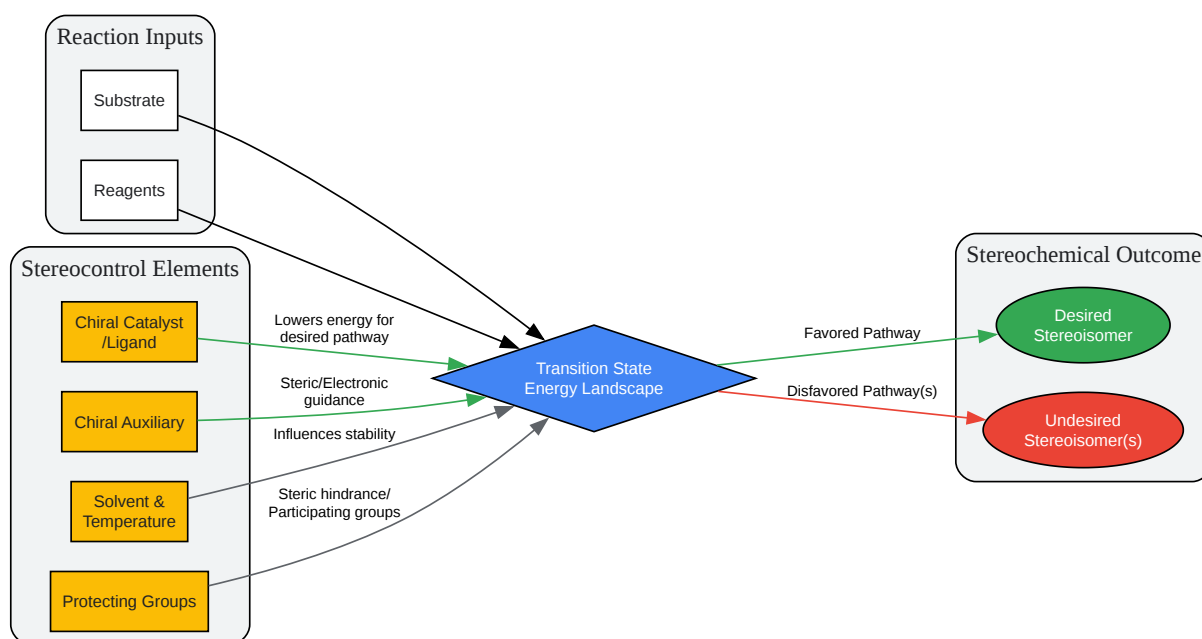 Reaction Inputs
Substrate
Reagents
Stereocontrol Elements
Chiral Catalyst
/Ligand
Chiral Auxiliary
Solvent &
Temperature
Protecting Groups
Lowers energy for
desired pathway
Steric/Electronic
guidance
Influences stability
Steric hindrance/
Participating groups
Transition State
Energy Landscape
Favored Pathway
Disfavored Pathway(s)
Stereochemical Outcome
Desired
Stereoisomer
Undesired
Stereoisomer(s)